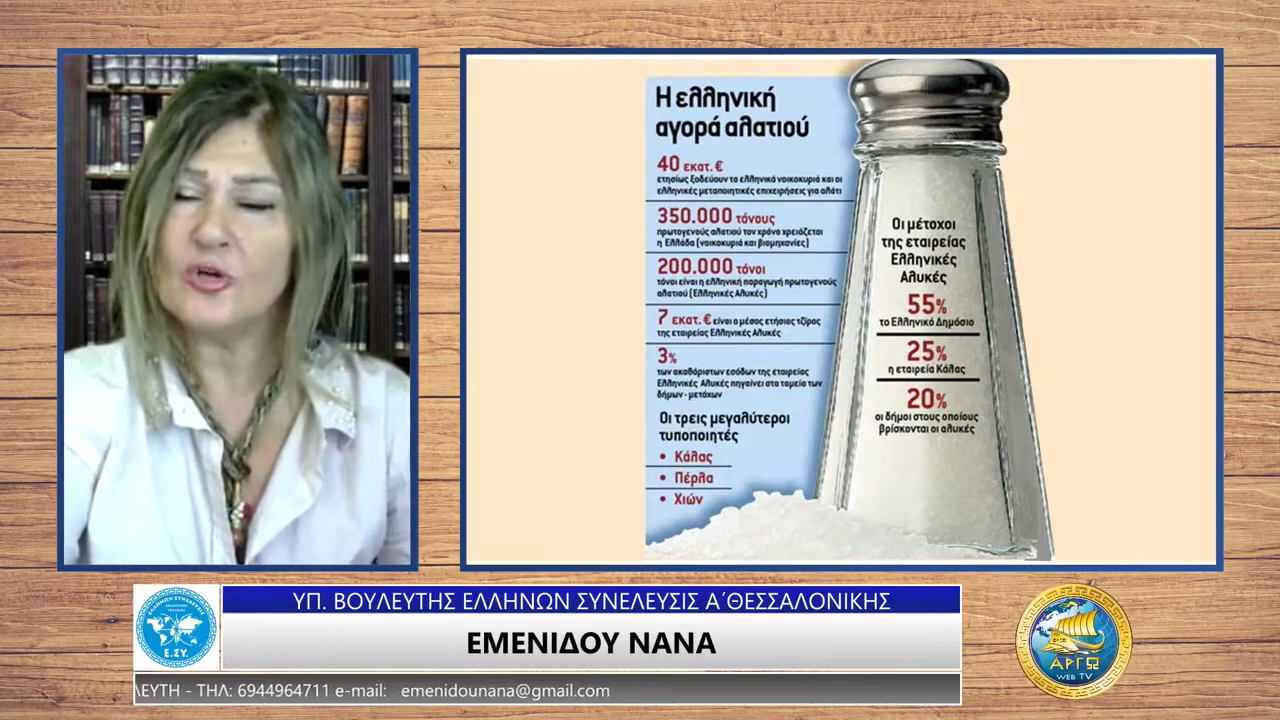 Η ελληνική
αγορά αλατιού
40 εκατ. €
ετησίως ξοδεύουν τα ελληνικά νοικοκυριά και οι
ελληνικές μεταποιητικές επιχειρήσεις για αλάτι
350.000 τόνους
πρωτογενούς αλατιού τον χρόνο χρειάζεται
η Ελλάδα (νοικοκυριά και βιομηχανίες)
200.000 τόνοι
τόνοι είναι η ελληνική παραγωγή πρωτογενούς
αλατιού (Ελληνικές Αλυκές)
7 εκατ. € είναι ο μέσος ετήσιος τζίρος
της εταιρείας Ελληνικές Αλυκές
3%
των ακαθάριστων εσόδων της εταιρείας
Ελληνικές Αλυκές πηγαίνει στα ταμεία των
δήμων - μετόχων
Οι τρεις μεγαλύτεροι
τυποποιητές
• Κάλας
• Πέρλα
• Χιών
Οι μέτοχοι
της εταιρείας
Ελληνικές
Αλυκές
55%
το Ελληνικό Δημόσιο
25%
η εταιρεία Κάλας
20%
οι δήμοι στους οποίους
βρίσκονται οι αλυκές
ΥΠ. ΒΟΥΛΕΥΤΗΣ ΕΛΛΗΝΩΝ ΣΥΝΕΛΕΥΣΙΣ Α΄ΘΕΣΣΑΛΟΝΙΚΗΣ
ΕΜΕΝΙΔΟΥ ΝΑΝΑ
ΛΕΥΤΗ - ΤΗΛ: 6944964711 e-mail: emenidounana@gmail.com
Ε.ΣΥ.
ΑΡΓΩ
WEB TV